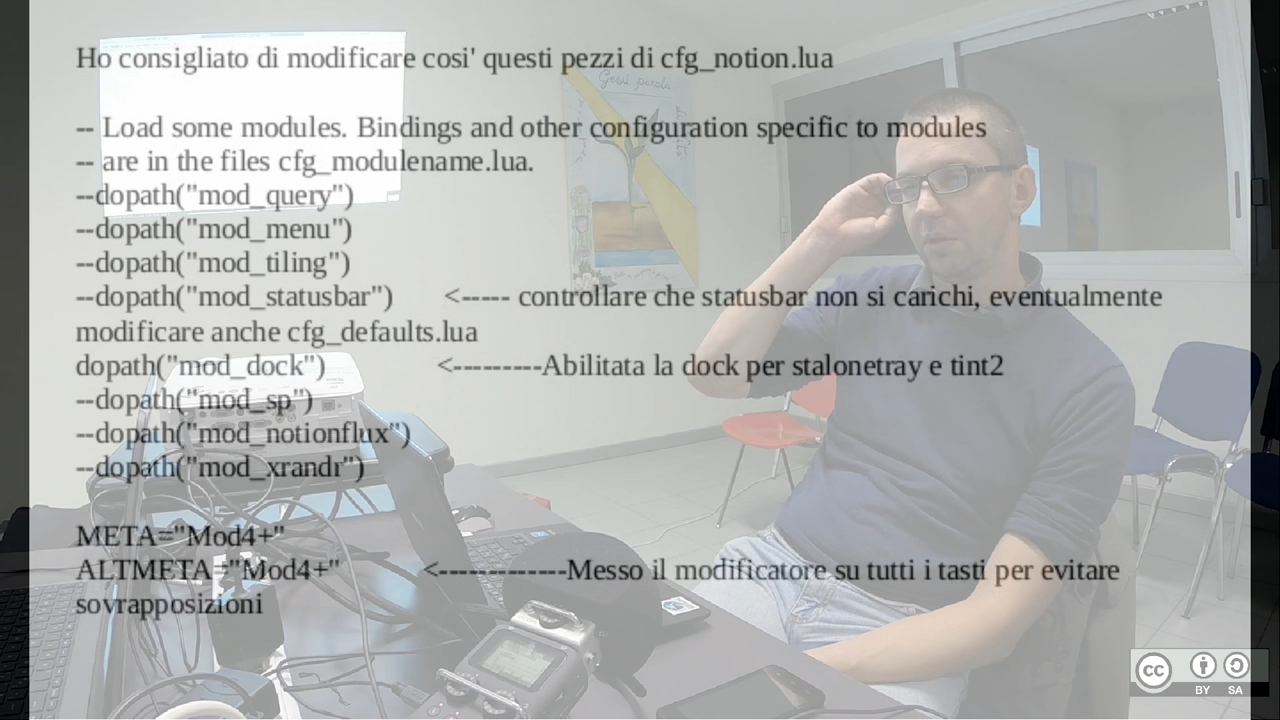 Ho consigliato di modificare cosi' questi pezzi di cfg_notion.lua
-- Load some modules. Bindings and other configuration specific to modules
-- are in the files cfg_modulename.lua.
--dopath("mod_query")
--dopath("mod_menu")
--dopath("mod_tiling")
--dopath("mod_statusbar") <----- controllare che statusbar non si carichi, eventualmente
modificare anche cfg_defaults.lua
dopath("mod_dock") <---------Abilitata la dock per stalonetray e tint2
--dopath("mod_sp")
--dopath("mod_notionflux")
--dopath("mod_xrandr")
META="Mod4+"
ALTMETA="Mod4+" <-------------Messo il modificatore su tutti i tasti per evitare
sovrapposizioni
cc
BY SA